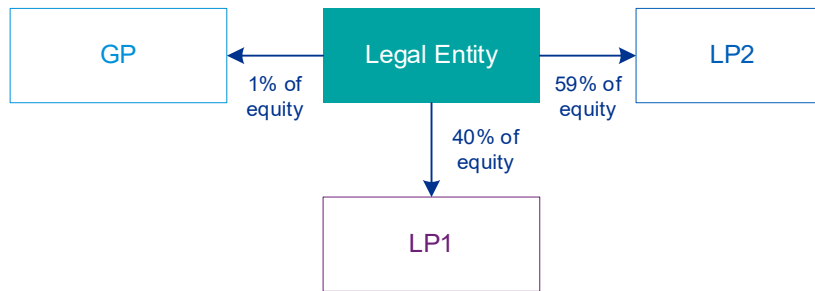 GP
Legal Entity
LP2
1% of
equity
59% of
equity
40% of
equity
LP1